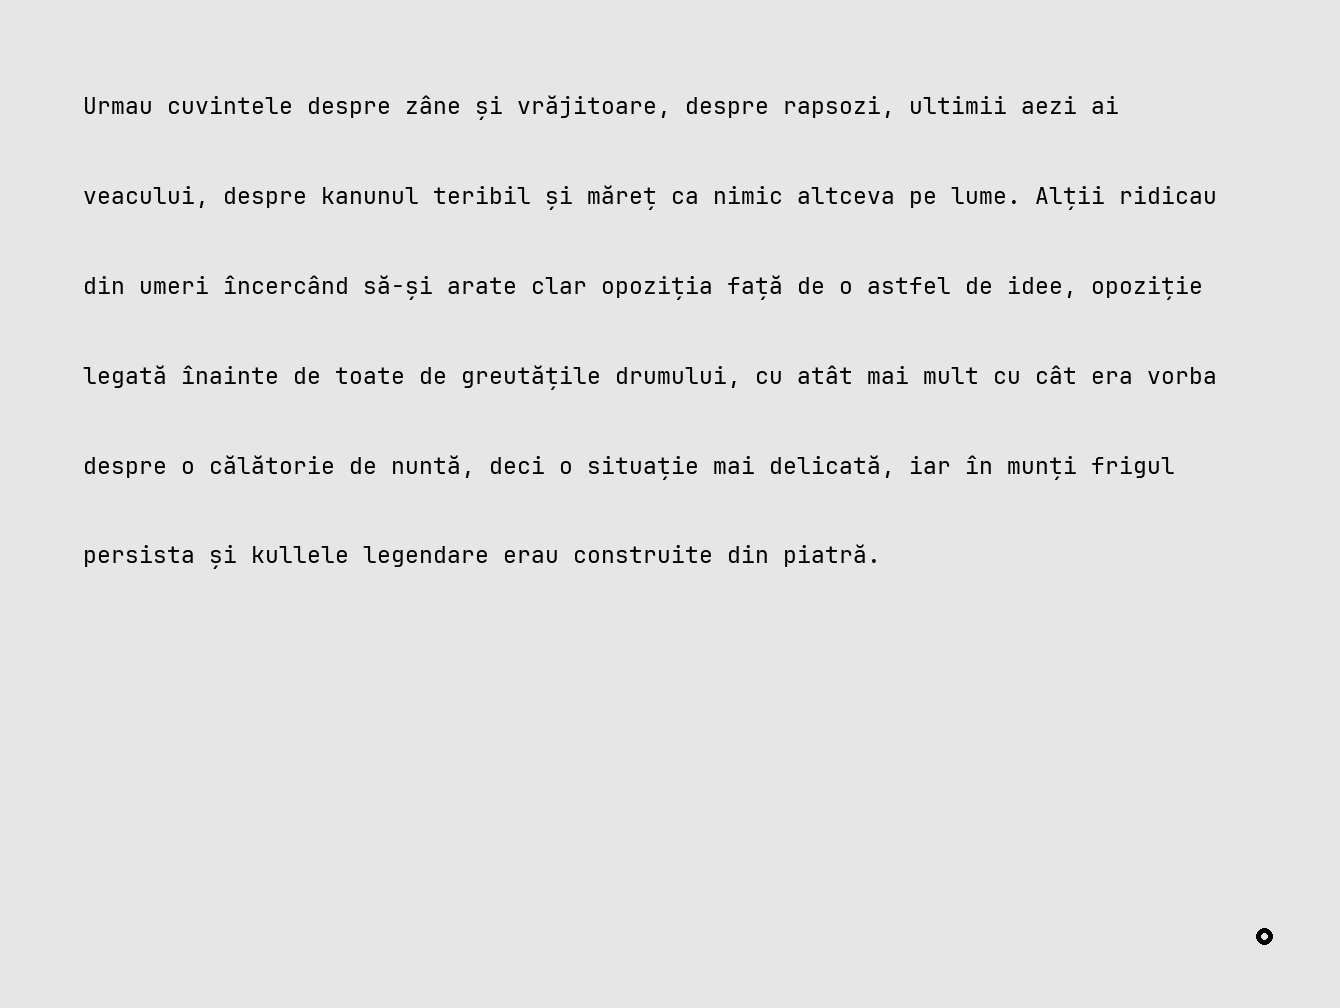 Urmau cuvintele despre zâne și vrăjitoare, despre rapsozi, ultimii aezi ai
veacului, despre kanunul teribil și măreț ca nimic altceva pe lume. Alții ridicau
din umeri încercând să-și arate clar opoziția față de o astfel de idee, opoziție
legată înainte de toate de greutățile drumului, cu atât mai mult cu cât era vorba
despre o călătorie de nuntă, deci o situație mai delicată, iar în munți frigul
persista și kullele legendare erau construite din piatră.